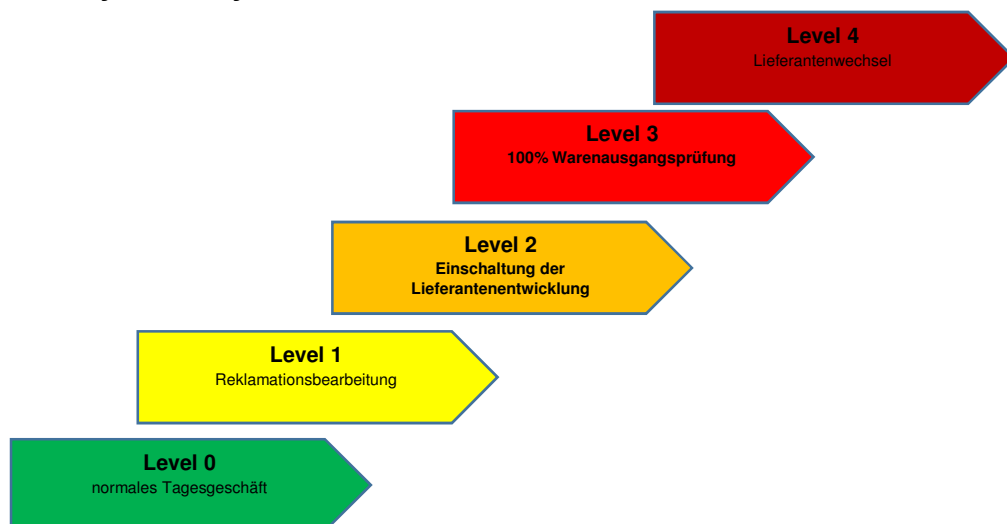 Level 4
Lieferantenwechsel
Level 3
100% Warenausgangsprüfung
Level 2
Einschaltung der
Lieferantenentwicklung
Level 1
Reklamationsbearbeitung
Level 0
normales Tagesgeschäft